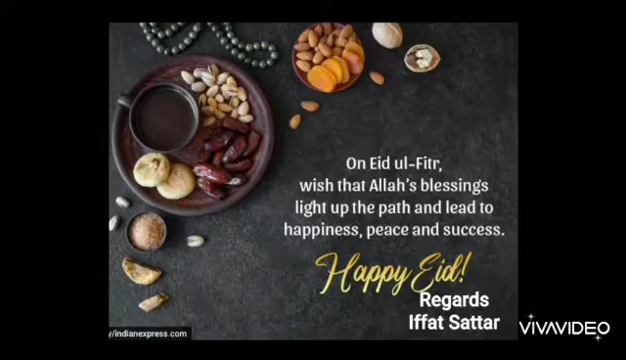 On Eid ul-Fitr,
wish that Allah's blessings
light up the path and lead to
happiness, peace and success.
Happy Eid!
Regards
Iffat Sattar
/indianexpress.com
VIVAVIDEO